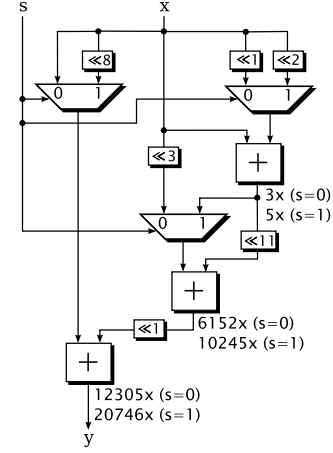 s x
≪8 ≪1 ≪2
0 1 0 1
+
≪3
3x (s=0)
5x (s=1)
0 1
≪11
+
6152x (s=0)
≪1
10245x (s=1)
+
12305x (s=0)
20746x (s=1)
y